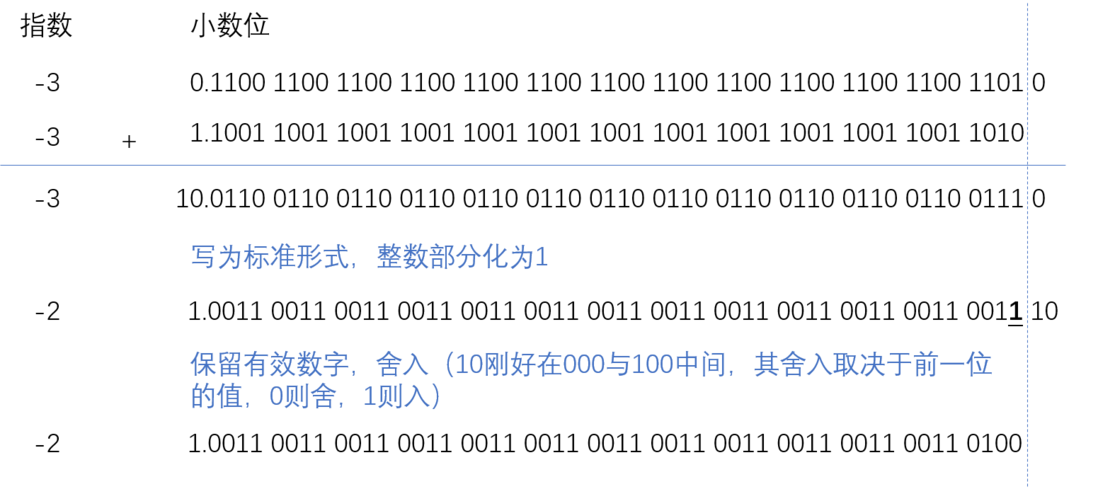 指数 小数位
-3 0.1100 1100 1100 1100 1100 1100 1100 1100 1100 1100 1100 1100 1101 0
-3 + 1.1001 1001 1001 1001 1001 1001 1001 1001 1001 1001 1001 1001 1010
-3 10.0110 0110 0110 0110 0110 0110 0110 0110 0110 0110 0110 0110 0111 0
写为标准形式，整数部分化为1
-2 1.0011 0011 0011 0011 0011 0011 0011 0011 0011 0011 0011 0011 0011 10
保留有效数字，舍入（10刚好在000与100中间，其舍入取决于前一位
的值，0则舍，1则入）
-2 1.0011 0011 0011 0011 0011 0011 0011 0011 0011 0011 0011 0011 0100